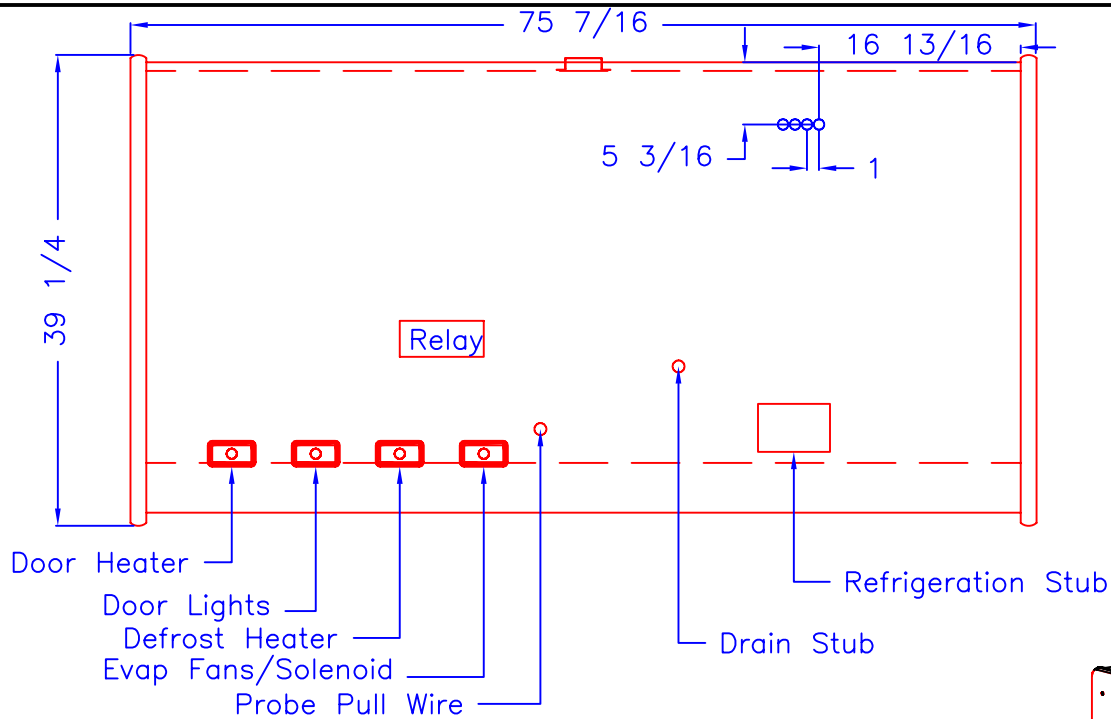 75 7/16
16 13/16
5 3/16
1
39 1/4
Relay
Door Heater
Refrigeration Stub
Door Lights
Defrost Heater
Drain Stub
Evap Fans/Solenoid
Probe Pull Wire